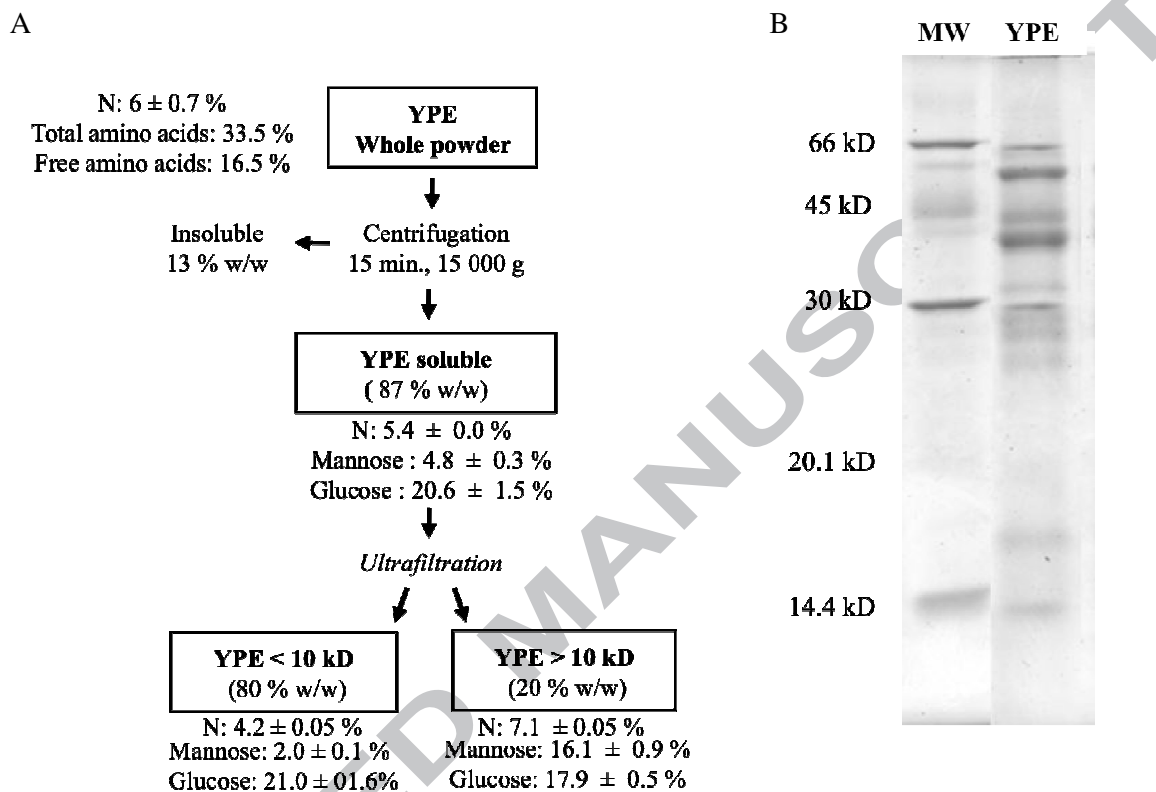 A
N: 6 ± 0.7 %
Total amino acids: 33.5 %
Free amino acids: 16.5 %
YPE
Whole powder
Insoluble
13 % w/w
Centrifugation
15 min., 15 000 g
YPE soluble
( 87 % w/w)
N: 5.4 ± 0.0 %
Mannose : 4.8 ± 0.3 %
Glucose : 20.6 ± 1.5 %
Ultrafiltration
YPE < 10 kD
(80 % w/w)
N: 4.2 ± 0.05 %
Mannose: 2.0 ± 0.1 %
Glucose: 21.0 ± 01.6%
YPE > 10 kD
(20 % w/w)
N: 7.1 ± 0.05 %
Mannose: 16.1 ± 0.9 %
Glucose: 17.9 ± 0.5 %
B
MW YPE
66 kD
45 kD
30 kD
20.1 kD
14.4 kD